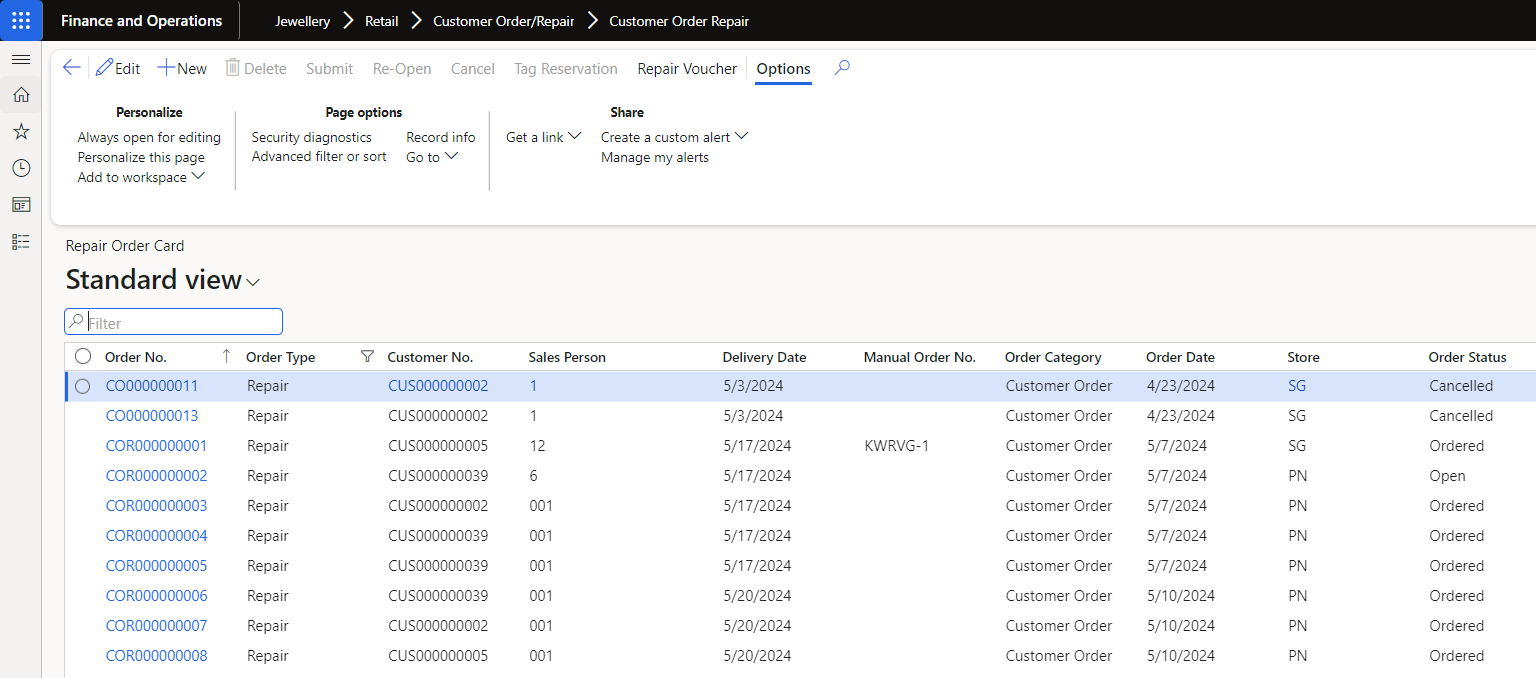 Finance and Operations Jewellery Retail Customer Order/Repair Customer Order Repair
Edit New Delete Submit Re-Open Cancel Tag Reservation Repair Voucher Options
Personalize Page options Share
Always open for editing Security diagnostics Record info Get a link Create a custom alert
Personalize this page Advanced filter or sort Go to Manage my alerts
Add to workspace
Repair Order Card
Standard view
Filter
Order No. Order Type Customer No. Sales Person Delivery Date Manual Order No. Order Category Order Date Store Order Status
CO000000011 Repair CUS000000002 1 5/3/2024 Customer Order 4/23/2024 SG Cancelled
CO000000013 Repair CUS000000002 1 5/3/2024 Customer Order 4/23/2024 SG Cancelled
COR000000001 Repair CUS000000005 12 5/17/2024 KWRVG-1 Customer Order 5/7/2024 SG Ordered
COR000000002 Repair CUS000000039 6 5/17/2024 Customer Order 5/7/2024 PN Open
COR000000003 Repair CUS000000002 001 5/17/2024 Customer Order 5/7/2024 PN Ordered
COR000000004 Repair CUS000000039 001 5/17/2024 Customer Order 5/7/2024 PN Ordered
COR000000005 Repair CUS000000039 001 5/17/2024 Customer Order 5/7/2024 PN Ordered
COR000000006 Repair CUS000000039 001 5/20/2024 Customer Order 5/10/2024 PN Ordered
COR000000007 Repair CUS000000002 001 5/20/2024 Customer Order 5/10/2024 PN Ordered
COR000000008 Repair CUS000000005 001 5/20/2024 Customer Order 5/10/2024 PN Ordered